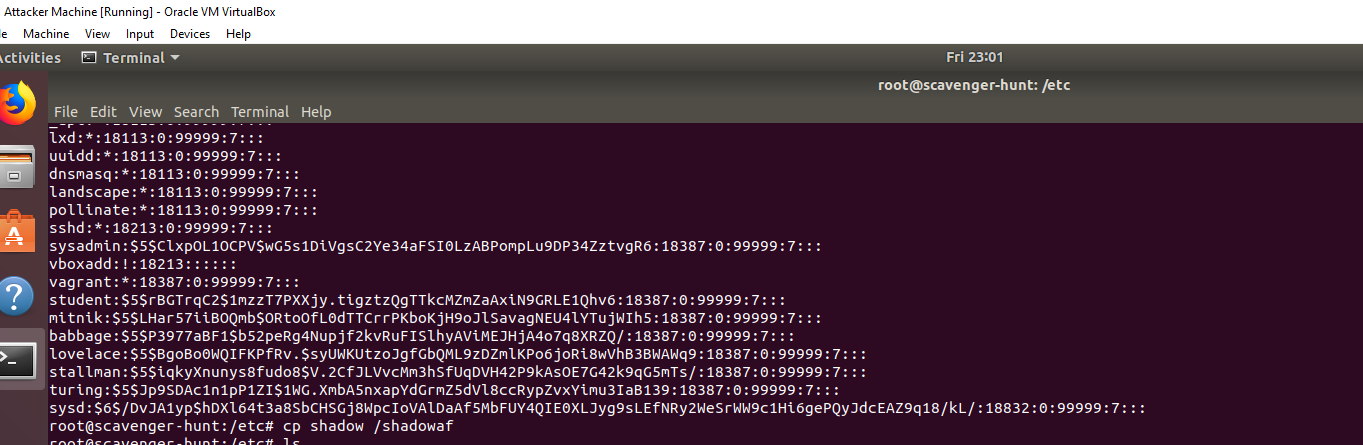 Attacker Machine [Running] - Oracle VM VirtualBox
Machine View Input Devices Help
Activities Terminal Fri 23:01
root@scavenger-hunt: /etc
File Edit View Search Terminal Help
lxd:*:18113:0:99999:7:::
uuidd:*:18113:0:99999:7:::
dnsmasq:*:18113:0:99999:7:::
landscape:*:18113:0:99999:7:::
pollinate:*:18113:0:99999:7:::
sshd:*:18213:0:99999:7:::
sysadmin:$5$ClxpOL1OCPV$wG5s1DiVgsC2Ye34aFSI0LzABPompLu9DP34ZztvgR6:18387:0:99999:7:::
vboxadd:!:18213::::::
vagrant:*:18387:0:99999:7:::
student:$5$rBGTrqC2$1mzzT7PXXjy.tigztzQgTTkcMZmZaAxiN9GRLE1Qhv6:18387:0:99999:7:::
mitnik:$5$LHar57iiBOQmb$ORtoOfL0dTTCrrPKboKjH9oJlSavagNEU4lYTujWIh5:18387:0:99999:7:::
babbage:$5$P3977aBF1$b52peRg4Nupjf2kvRuFISlhyAViMEJHjA4o7q8XRZQ/:18387:0:99999:7:::
lovelace:$5$BgoBo0WQIFKPfRv.$syUWKUtzoJgfGbQML9zDZmlKPo6joRi8wVhB3BWAWq9:18387:0:99999:7:::
stallman:$5$iqkyXnunys8fudo8$V.2CfJLVvcMm3hSfUqDVH42P9kAsOE7G42k9qG5mTs/:18387:0:99999:7:::
turing:$5$Jp9SDAc1n1pP1ZI$1WG.XmbA5nxapYdGrmZ5dVl8ccRypZvxYimu3IaB139:18387:0:99999:7:::
sysd:$6$/DvJA1yp$hDXl64t3a8SbCHSGj8WpcIoVAlDaAf5MbFUY4QIE0XLJyg9sLEfNRy2WeSrWW9c1Hi6gePQyJdcEAZ9q18/kL/:18832:0:99999:7:::
root@scavenger-hunt:/etc# cp shadow /shadowaf
root@scavenger-hunt:/etc# ls